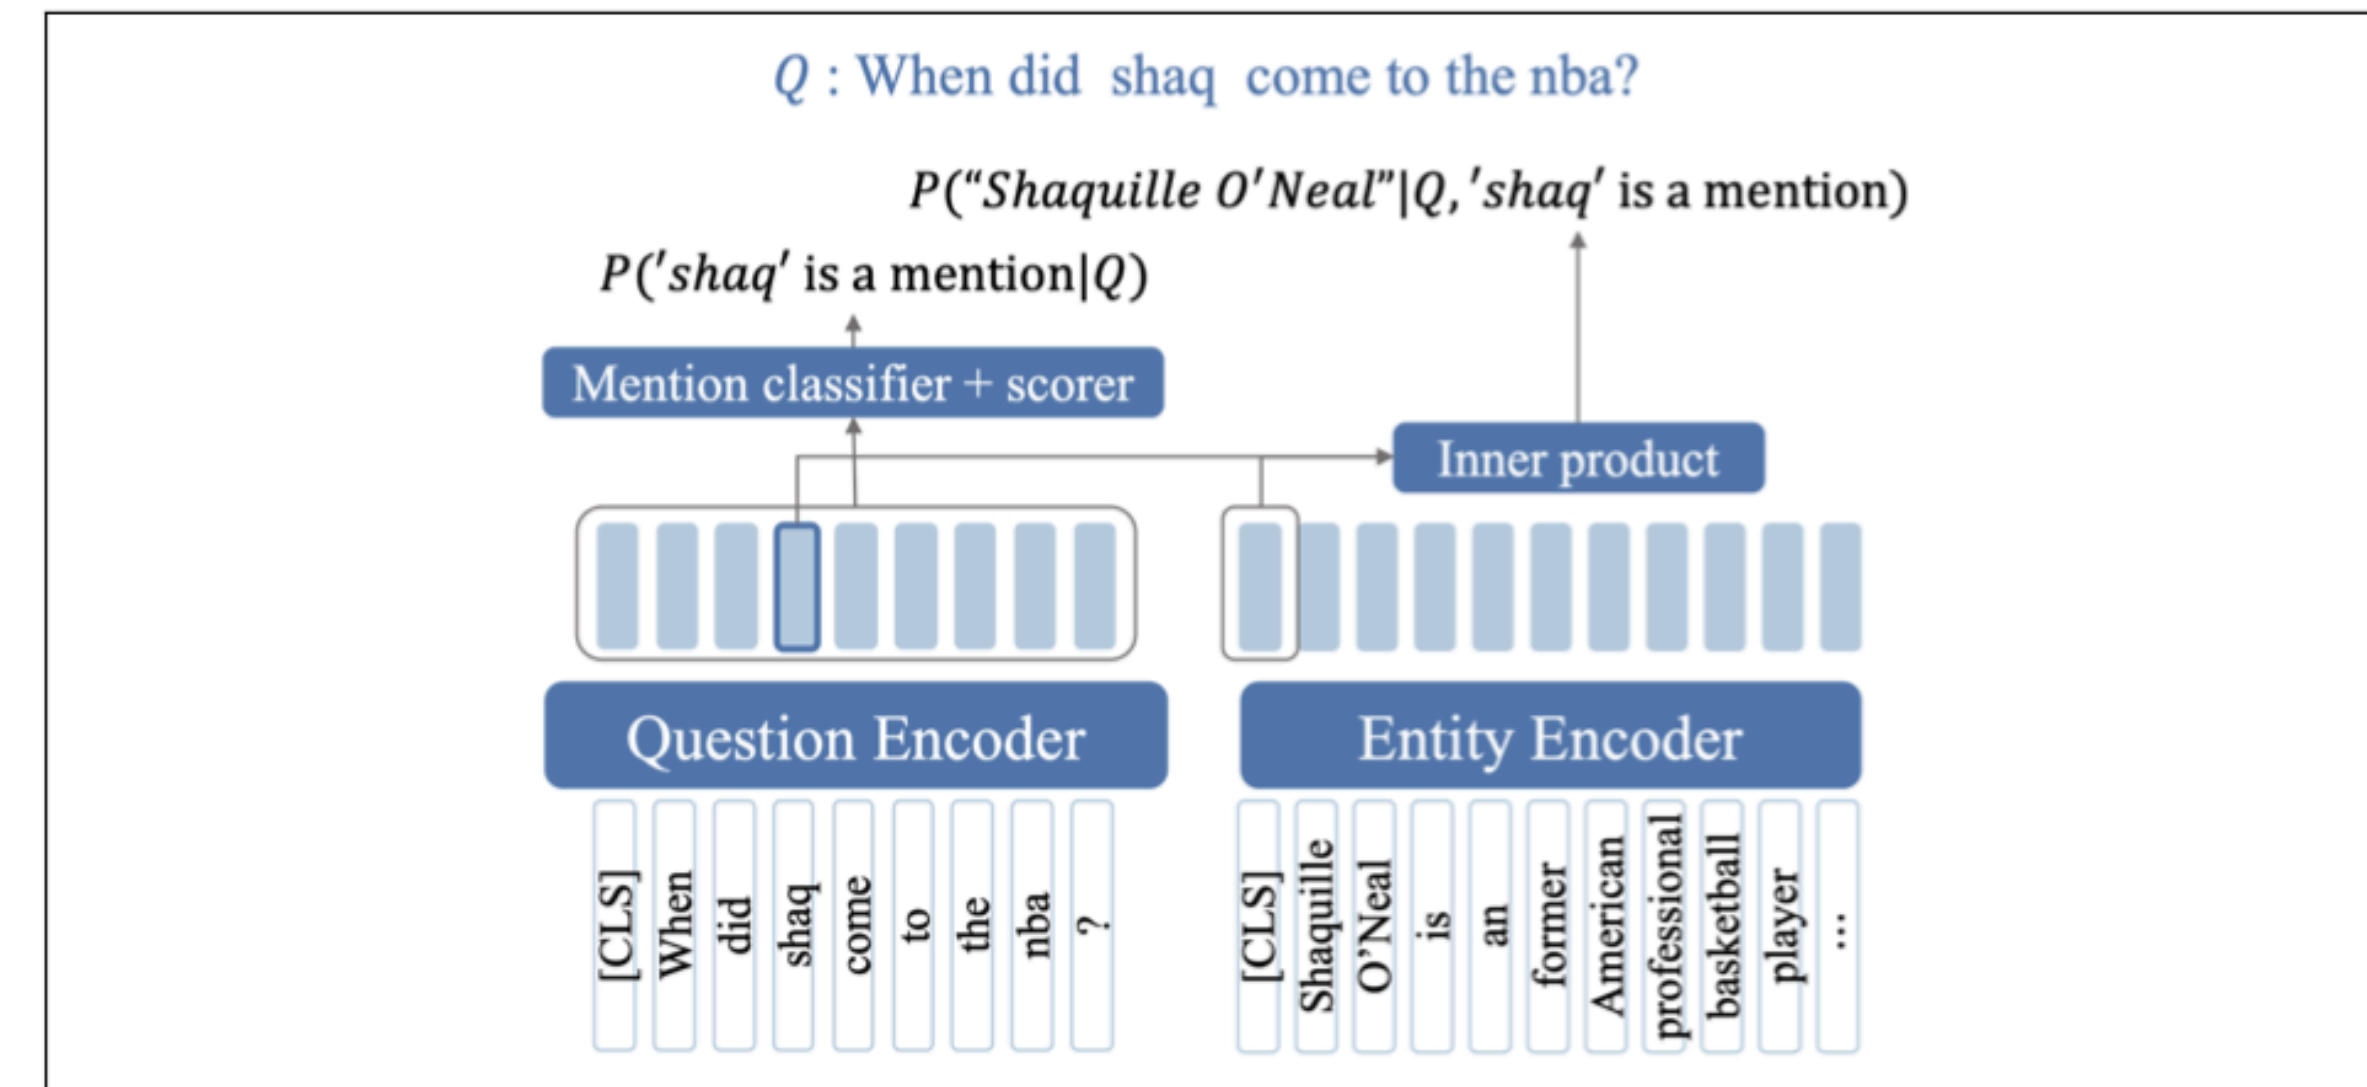 Q : When did shaq come to the nba?
P(“Shaquille O′Neal”|Q,′shaq′ is a mention)
P(′shaq′ is a mention|Q)
Mention classifier + scorer
Inner product
Question Encoder
Entity Encoder
[CLS] When did shaq come to the nba ?
[CLS] Shaquille O’Neal is an former American professional basketball player ...